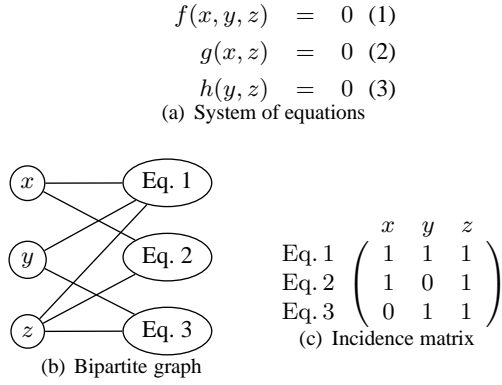 f(x, y, z) = 0 (1)
g(x, z) = 0 (2)
h(y, z) = 0 (3)
(a) System of equations
x Eq. 1
y Eq. 2
z Eq. 3
(b) Bipartite graph
x y z
Eq. 1 ( 1 1 1 )
Eq. 2 ( 1 0 1 )
Eq. 3 ( 0 1 1 )
(c) Incidence matrix